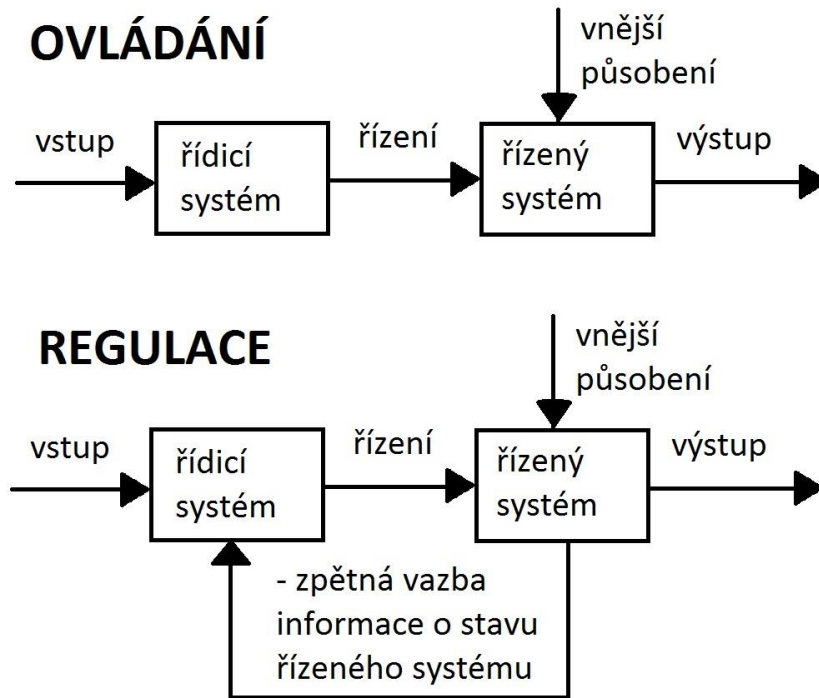 OVLÁDÁNÍ
vnější
působení
vstup
řídicí
systém
řízení
řízený
systém
výstup
REGULACE
vnější
působení
vstup
řídicí
systém
řízení
řízený
systém
výstup
- zpětná vazba
informace o stavu
řízeného systému